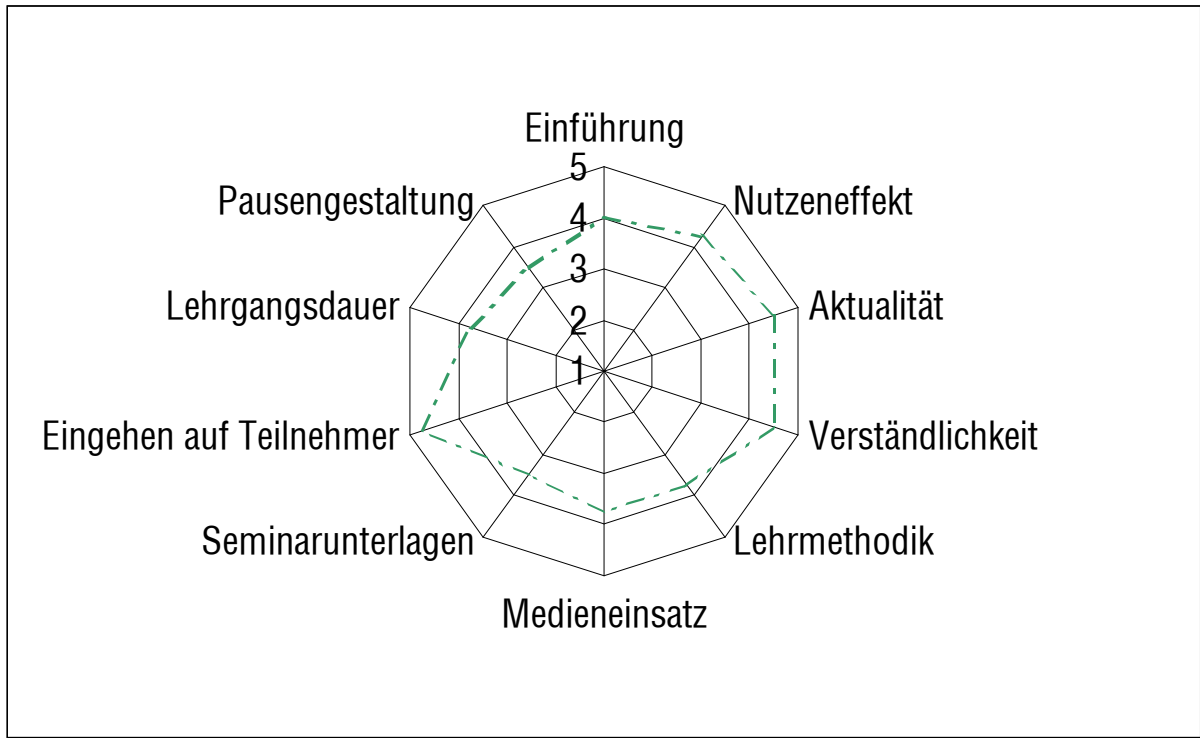 Einführung
5
Pausengestaltung
Nutzeneffekt
4
3
Lehrgangsdauer
Aktualität
2
1
Eingehen auf Teilnehmer
Verständlichkeit
Seminarunterlagen
Lehrmethodik
Medieneinsatz